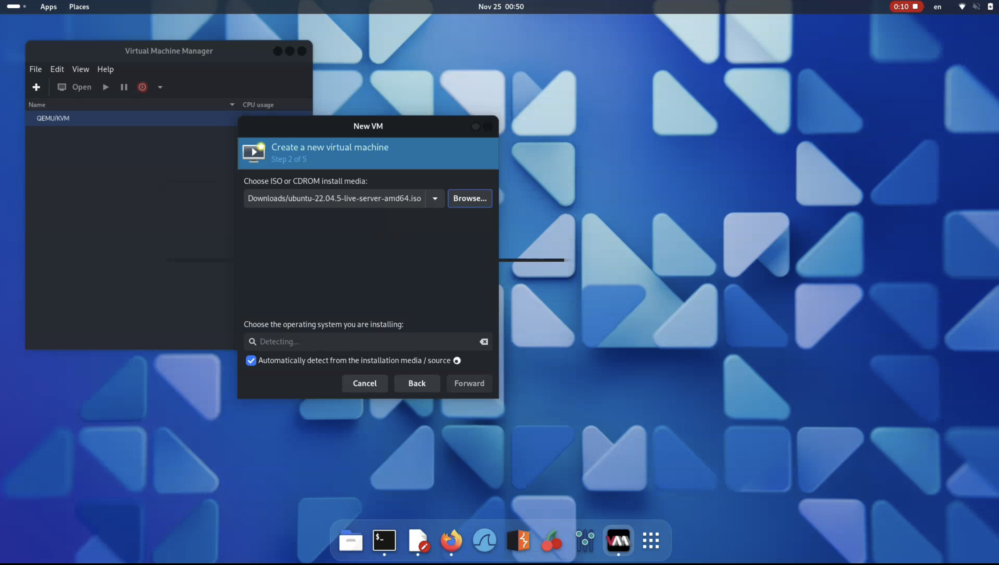 Apps Places Nov 25 00:50 0:10 en
Virtual Machine Manager
File Edit View Help
Open
Name CPU usage
QEMU/KVM
New VM
Create a new virtual machine
Step 2 of 5
Choose ISO or CDROM install media:
Downloads/ubuntu-22.04.5-live-server-amd64.iso Browse...
Choose the operating system you are installing:
Detecting...
Automatically detect from the installation media / source
Cancel Back Forward
$_
VM